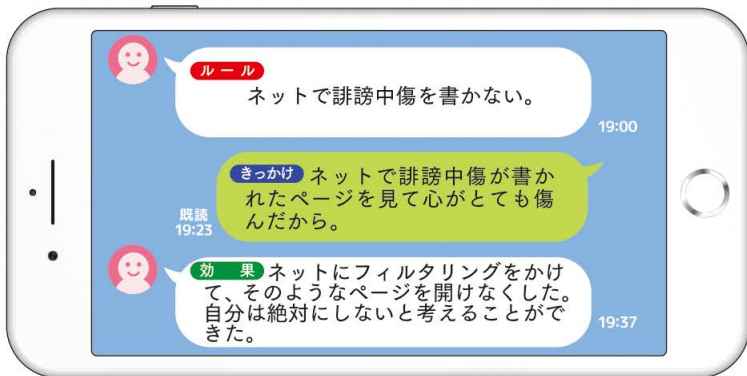 ルール
ネットで誹謗中傷を書かない。
19:00
きっかけ ネットで誹謗中傷が書か
れたページを見て心がとても傷
んだから。
既読
19:23
効果 ネットにフィルタリングをかけ
て、そのようなページを開けなくした。
自分は絶対にしないと考えることがで
きた。
19:37